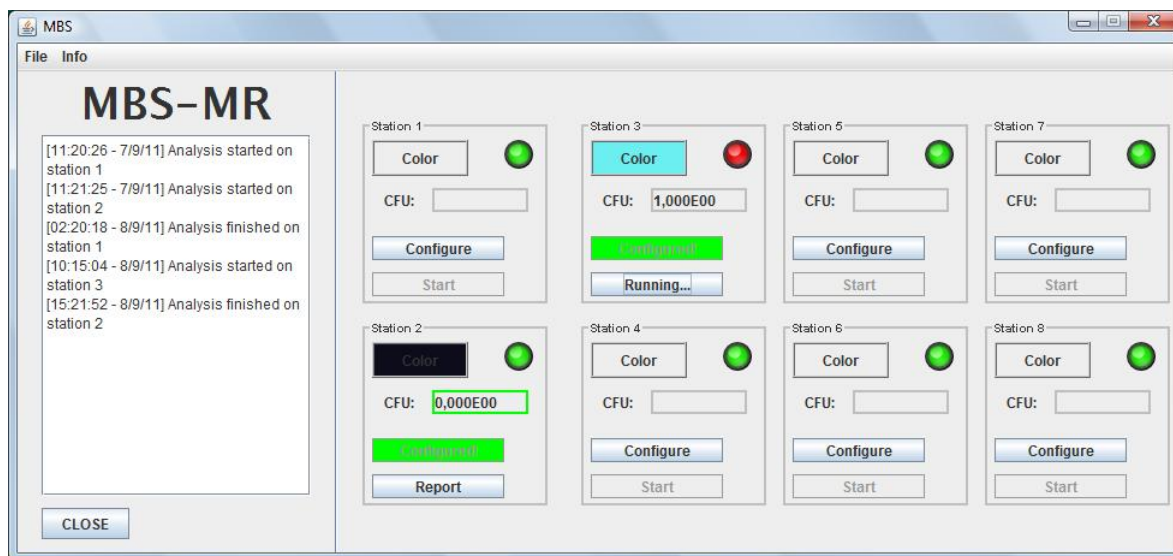 MBS
File Info
MBS-MR
[11:20:26 - 7/9/11] Analysis started on
station 1
[11:21:25 - 7/9/11] Analysis started on
station 2
[02:20:18 - 8/9/11] Analysis finished on
station 1
[10:15:04 - 8/9/11] Analysis started on
station 3
[15:21:52 - 8/9/11] Analysis finished on
station 2
CLOSE
Station 1
Color
CFU:
Configure
Start
Station 3
Color
CFU: 1,000E00
Configured!
Running...
Station 5
Color
CFU:
Configure
Start
Station 7
Color
CFU:
Configure
Start
Station 2
Color
CFU: 0,000E00
Configured!
Report
Station 4
Color
CFU:
Configure
Start
Station 6
Color
CFU:
Configure
Start
Station 8
Color
CFU:
Configure
Start